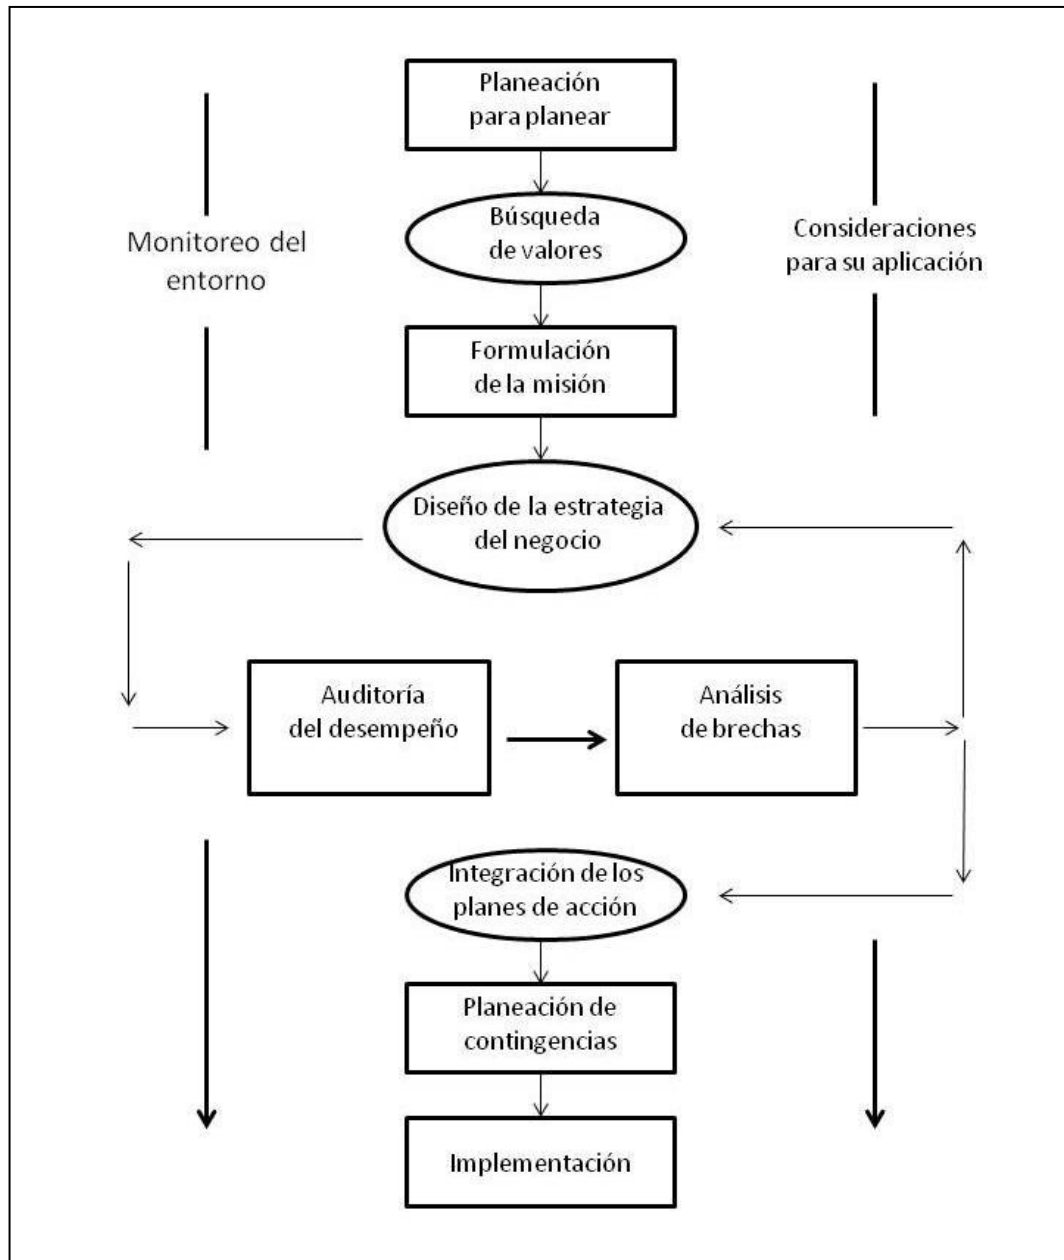 Planeación
para planear
Búsqueda
de valores
Monitoreo del
entorno
Consideraciones
para su aplicación
Formulación
de la misión
Diseño de la estrategia
del negocio
Auditoría
del desempeño
Análisis
de brechas
Integración de los
planes de acción
Planeación de
contingencias
Implementación